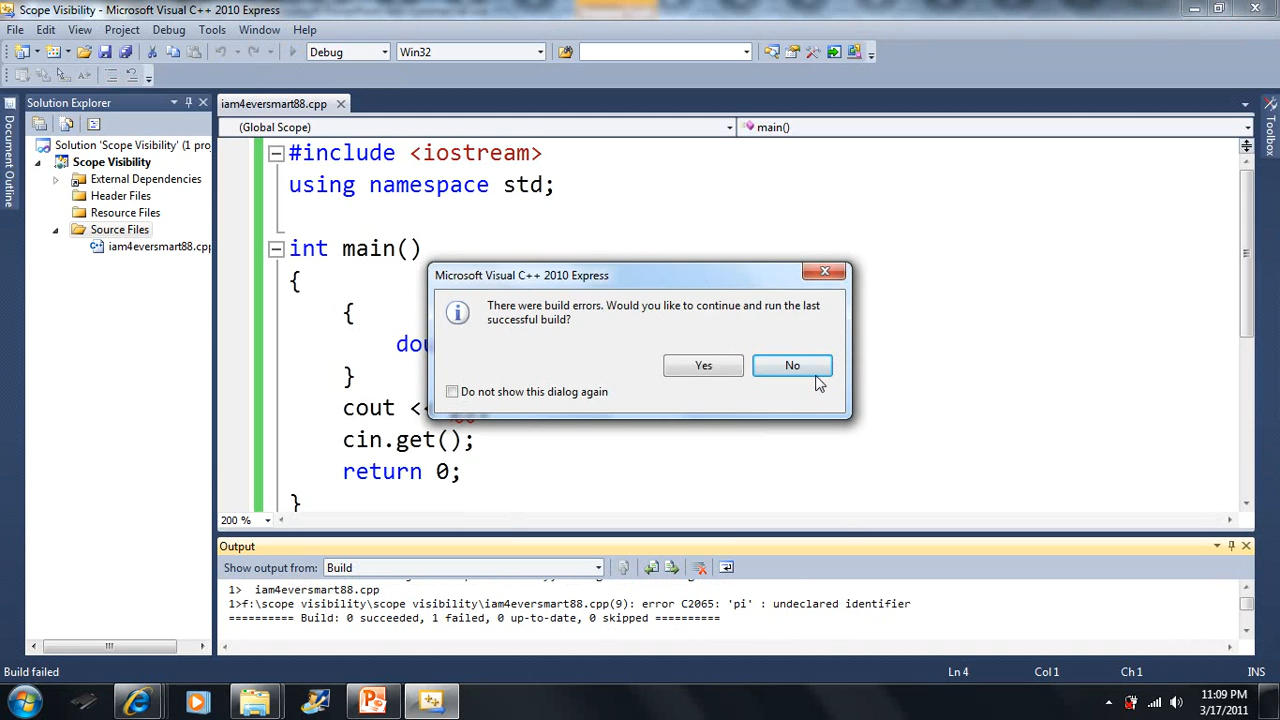 Scope Visibility - Microsoft Visual C++ 2010 Express
File Edit View Project Debug Tools Window Help
Debug Win32
Solution Explorer
iam4eversmart88.cpp
(Global Scope) main()
Document Outline
Toolbox
Solution 'Scope Visibility' (1 proj
Scope Visibility
External Dependencies
Header Files
Resource Files
Source Files
iam4eversmart88.cpp
#include <iostream>
using namespace std;
int main()
{
{
dou
}
cout <<
cin.get();
return 0;
}
Microsoft Visual C++ 2010 Express
There were build errors. Would you like to continue and run the last
successful build?
Yes No
Do not show this dialog again
200 %
Output
Show output from: Build
1> iam4eversmart88.cpp
1>f:\scope visibility\scope visibility\iam4eversmart88.cpp(9): error C2065: 'pi' : undeclared identifier
========== Build: 0 succeeded, 1 failed, 0 up-to-date, 0 skipped ==========
Build failed Ln 4 Col 1 Ch 1 INS
11:09 PM
3/17/2011